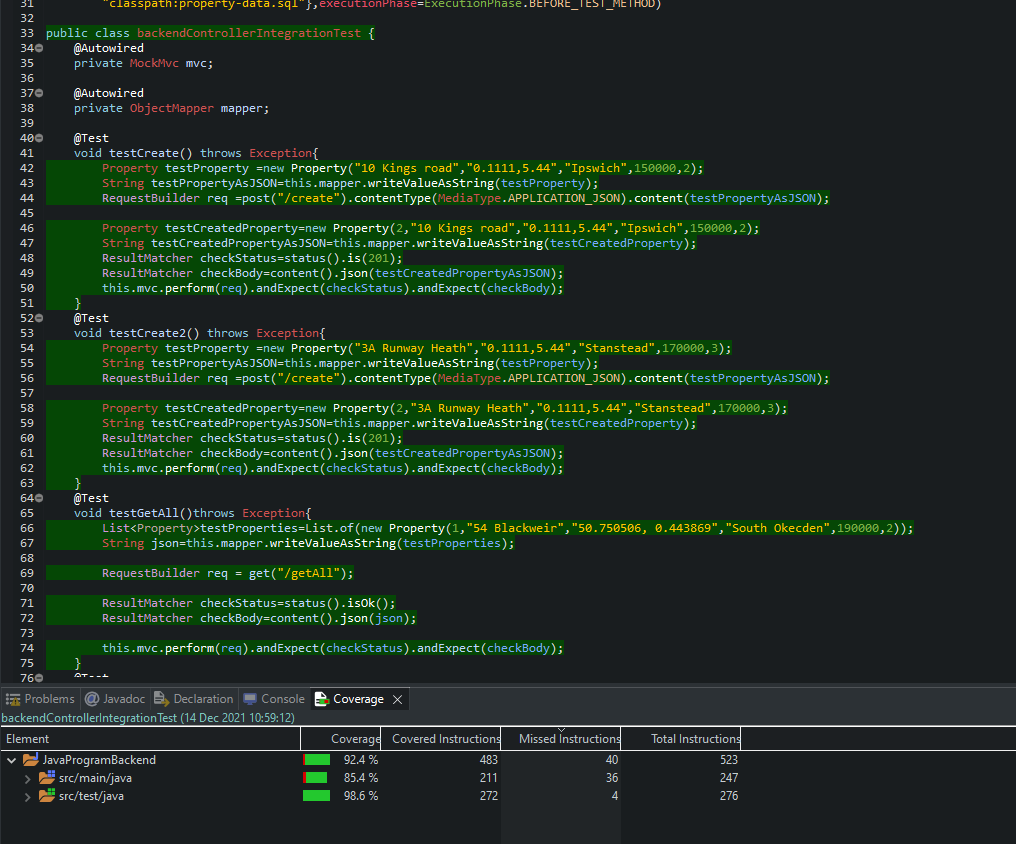 31 "classpath:property-data.sql"},executionPhase=ExecutionPhase.BEFORE_TEST_METHOD)
32
33 public class backendControllerIntegrationTest {
34 @Autowired
35 private MockMvc mvc;
36
37 @Autowired
38 private ObjectMapper mapper;
39
40 @Test
41 void testCreate() throws Exception{
42 Property testProperty =new Property("10 Kings road","0.1111,5.44","Ipswich",150000,2);
43 String testPropertyAsJSON=this.mapper.writeValueAsString(testProperty);
44 RequestBuilder req =post("/create").contentType(MediaType.APPLICATION_JSON).content(testPropertyAsJSON);
45
46 Property testCreatedProperty=new Property(2,"10 Kings road","0.1111,5.44","Ipswich",150000,2);
47 String testCreatedPropertyAsJSON=this.mapper.writeValueAsString(testCreatedProperty);
48 ResultMatcher checkStatus=status().is(201);
49 ResultMatcher checkBody=content().json(testCreatedPropertyAsJSON);
50 this.mvc.perform(req).andExpect(checkStatus).andExpect(checkBody);
51 }
52 @Test
53 void testCreate2() throws Exception{
54 Property testProperty =new Property("3A Runway Heath","0.1111,5.44","Stanstead",170000,3);
55 String testPropertyAsJSON=this.mapper.writeValueAsString(testProperty);
56 RequestBuilder req =post("/create").contentType(MediaType.APPLICATION_JSON).content(testPropertyAsJSON);
57
58 Property testCreatedProperty=new Property(2,"3A Runway Heath","0.1111,5.44","Stanstead",170000,3);
59 String testCreatedPropertyAsJSON=this.mapper.writeValueAsString(testCreatedProperty);
60 ResultMatcher checkStatus=status().is(201);
61 ResultMatcher checkBody=content().json(testCreatedPropertyAsJSON);
62 this.mvc.perform(req).andExpect(checkStatus).andExpect(checkBody);
63 }
64 @Test
65 void testGetAll()throws Exception{
66 List<Property>testProperties=List.of(new Property(1,"54 Blackweir","50.750506, 0.443869","South Okecden",190000,2));
67 String json=this.mapper.writeValueAsString(testProperties);
68
69 RequestBuilder req = get("/getAll");
70
71 ResultMatcher checkStatus=status().isOk();
72 ResultMatcher checkBody=content().json(json);
73
74 this.mvc.perform(req).andExpect(checkStatus).andExpect(checkBody);
75 }
76 @Test
Problems Javadoc Declaration Console Coverage
backendControllerIntegrationTest (14 Dec 2021 10:59:12)
Element Coverage Covered Instructions Missed Instructions Total Instructions
JavaProgramBackend 92.4 % 483 40 523
src/main/java 85.4 % 211 36 247
src/test/java 98.6 % 272 4 276